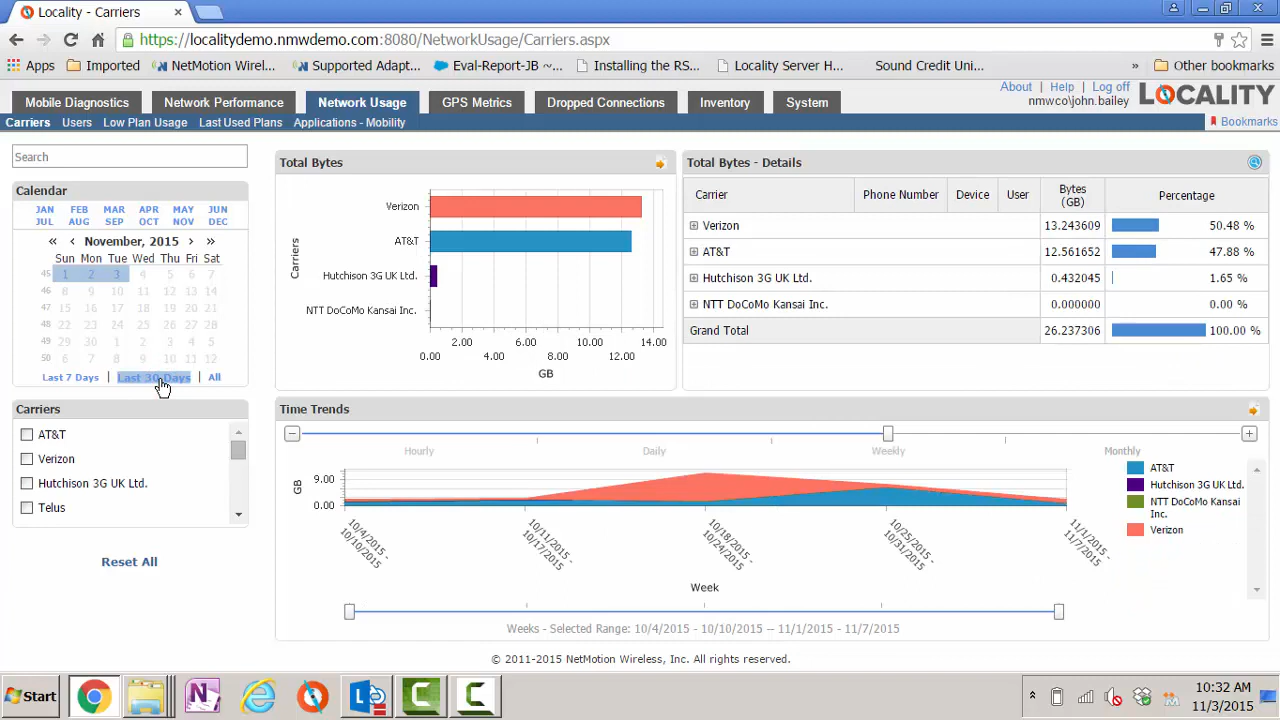 Locality - Carriers
https://localitydemo.nmwdemo.com:8080/NetworkUsage/Carriers.aspx
Apps Imported NetMotion Wirel... Supported Adapt... Eval-Report-JB ~... Installing the RS... Locality Server H... Sound Credit Uni... » Other bookmarks
About | Help | Log off
nmwco\john.bailey
LOCALITY
Mobile Diagnostics Network Performance Network Usage GPS Metrics Dropped Connections Inventory System
Carriers Users Low Plan Usage Last Used Plans Applications - Mobility Bookmarks
Search
Calendar
JAN FEB MAR APR MAY JUN
JUL AUG SEP OCT NOV DEC
« ‹ November, 2015 › »
Sun Mon Tue Wed Thu Fri Sat
45 1 2 3 4 5 6 7
46 8 9 10 11 12 13 14
47 15 16 17 18 19 20 21
48 22 23 24 25 26 27 28
49 29 30 1 2 3 4 5
50 6 7 8 9 10 11 12
Last 7 Days | Last 30 Days | All
Carriers
AT&T
Verizon
Hutchison 3G UK Ltd.
Telus
Reset All
Total Bytes
Carriers
Verizon
AT&T
Hutchison 3G UK Ltd.
NTT DoCoMo Kansai Inc.
2.00 6.00 10.00 14.00
0.00 4.00 8.00 12.00
GB
Total Bytes - Details
Carrier Phone Number Device User Bytes (GB) Percentage
Verizon 13.243609 50.48 %
AT&T 12.561652 47.88 %
Hutchison 3G UK Ltd. 0.432045 1.65 %
NTT DoCoMo Kansai Inc. 0.000000 0.00 %
Grand Total 26.237306 100.00 %
Time Trends
Hourly Daily Weekly Monthly
GB
9.00
0.00
10/4/2015 - 10/10/2015
10/11/2015 - 10/17/2015
10/18/2015 - 10/24/2015
10/25/2015 - 10/31/2015
11/1/2015 - 11/7/2015
Week
AT&T
Hutchison 3G UK Ltd.
NTT DoCoMo Kansai
Inc.
Verizon
Weeks - Selected Range: 10/4/2015 - 10/10/2015 -- 11/1/2015 - 11/7/2015
© 2011-2015 NetMotion Wireless, Inc. All rights reserved.
Start
10:32 AM
11/3/2015